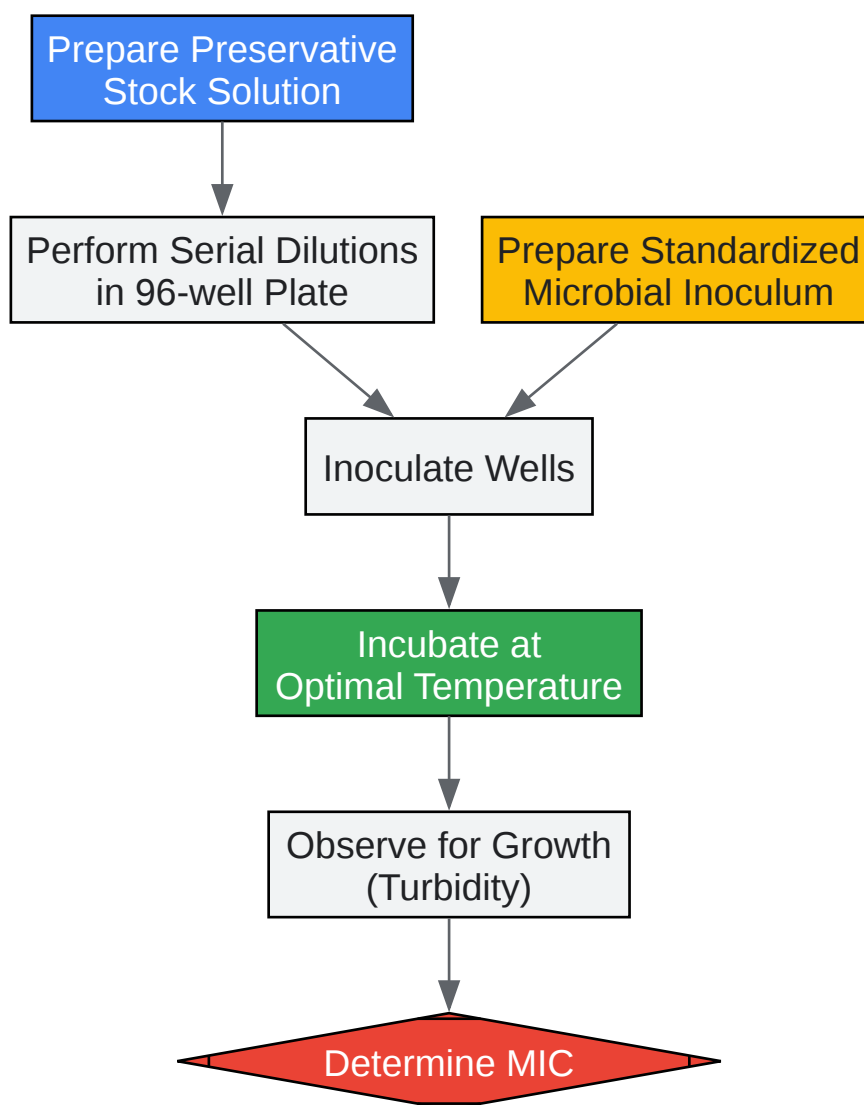 Prepare Preservative
Stock Solution
Perform Serial Dilutions
in 96-well Plate
Prepare Standardized
Microbial Inoculum
Inoculate Wells
Incubate at
Optimal Temperature
Observe for Growth
(Turbidity)
Determine MIC